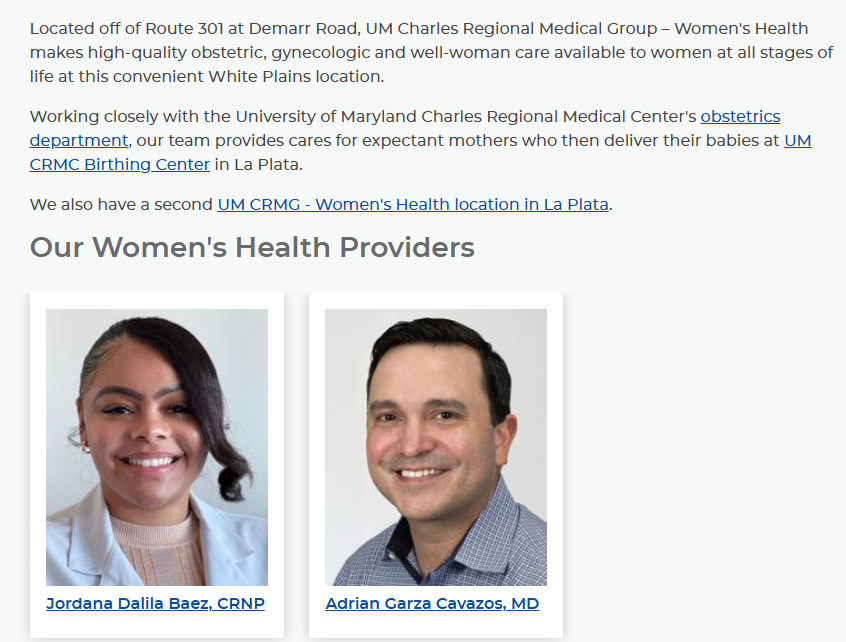 Located off of Route 301 at Demarr Road, UM Charles Regional Medical Group – Women's Health
makes high-quality obstetric, gynecologic and well-woman care available to women at all stages of
life at this convenient White Plains location.
Working closely with the University of Maryland Charles Regional Medical Center's obstetrics
department, our team provides cares for expectant mothers who then deliver their babies at UM
CRMC Birthing Center in La Plata.
We also have a second UM CRMG - Women's Health location in La Plata.
Our Women's Health Providers
Jordana Dalila Baez, CRNP
Adrian Garza Cavazos, MD